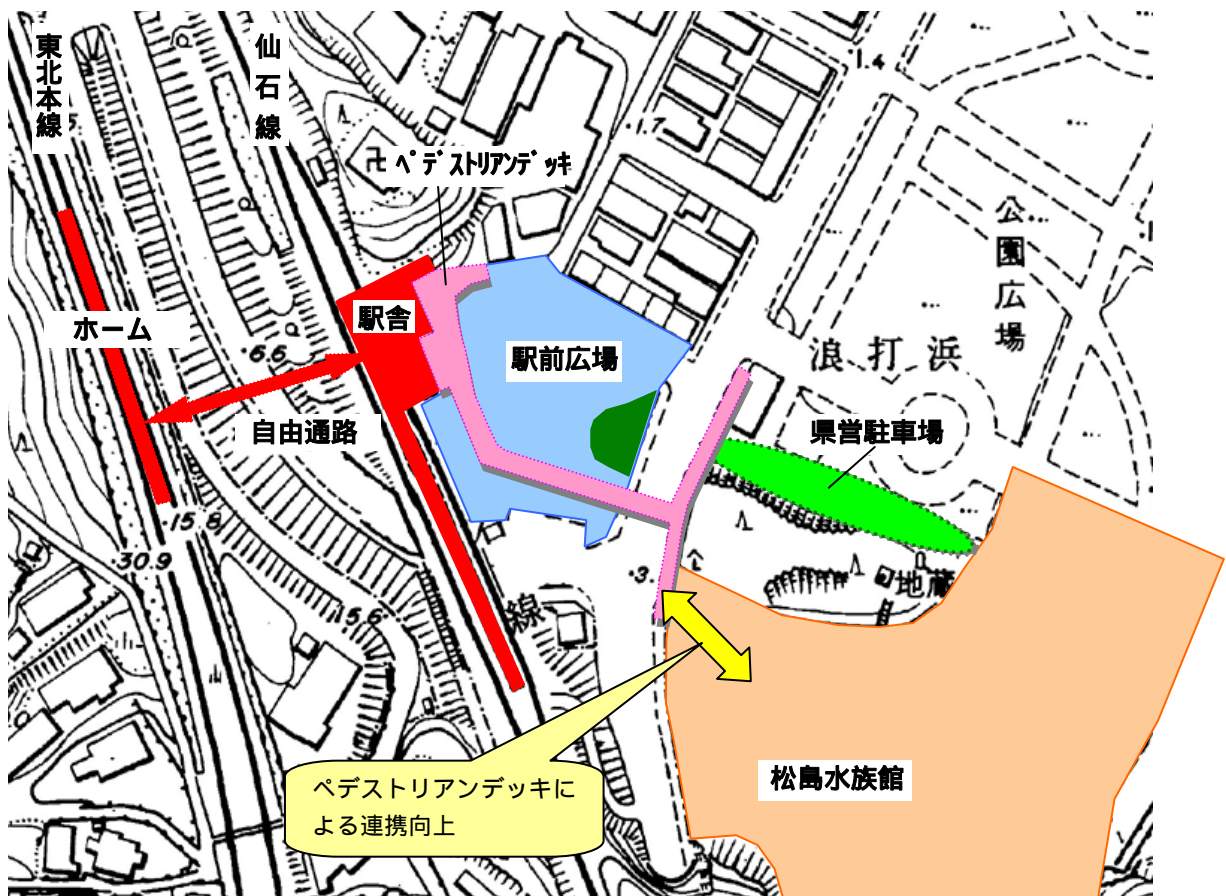 東北本線
仙石線
1.4
1.7
ペデストリアンデッキ
公園広場
ホーム
駅舎
6.6
駅前広場
浪打浜
自由通路
県営駐車場
15.8
30.9
3.
地蔵
15.6
線
ペデストリアンデッキに
よる連携向上
松島水族館